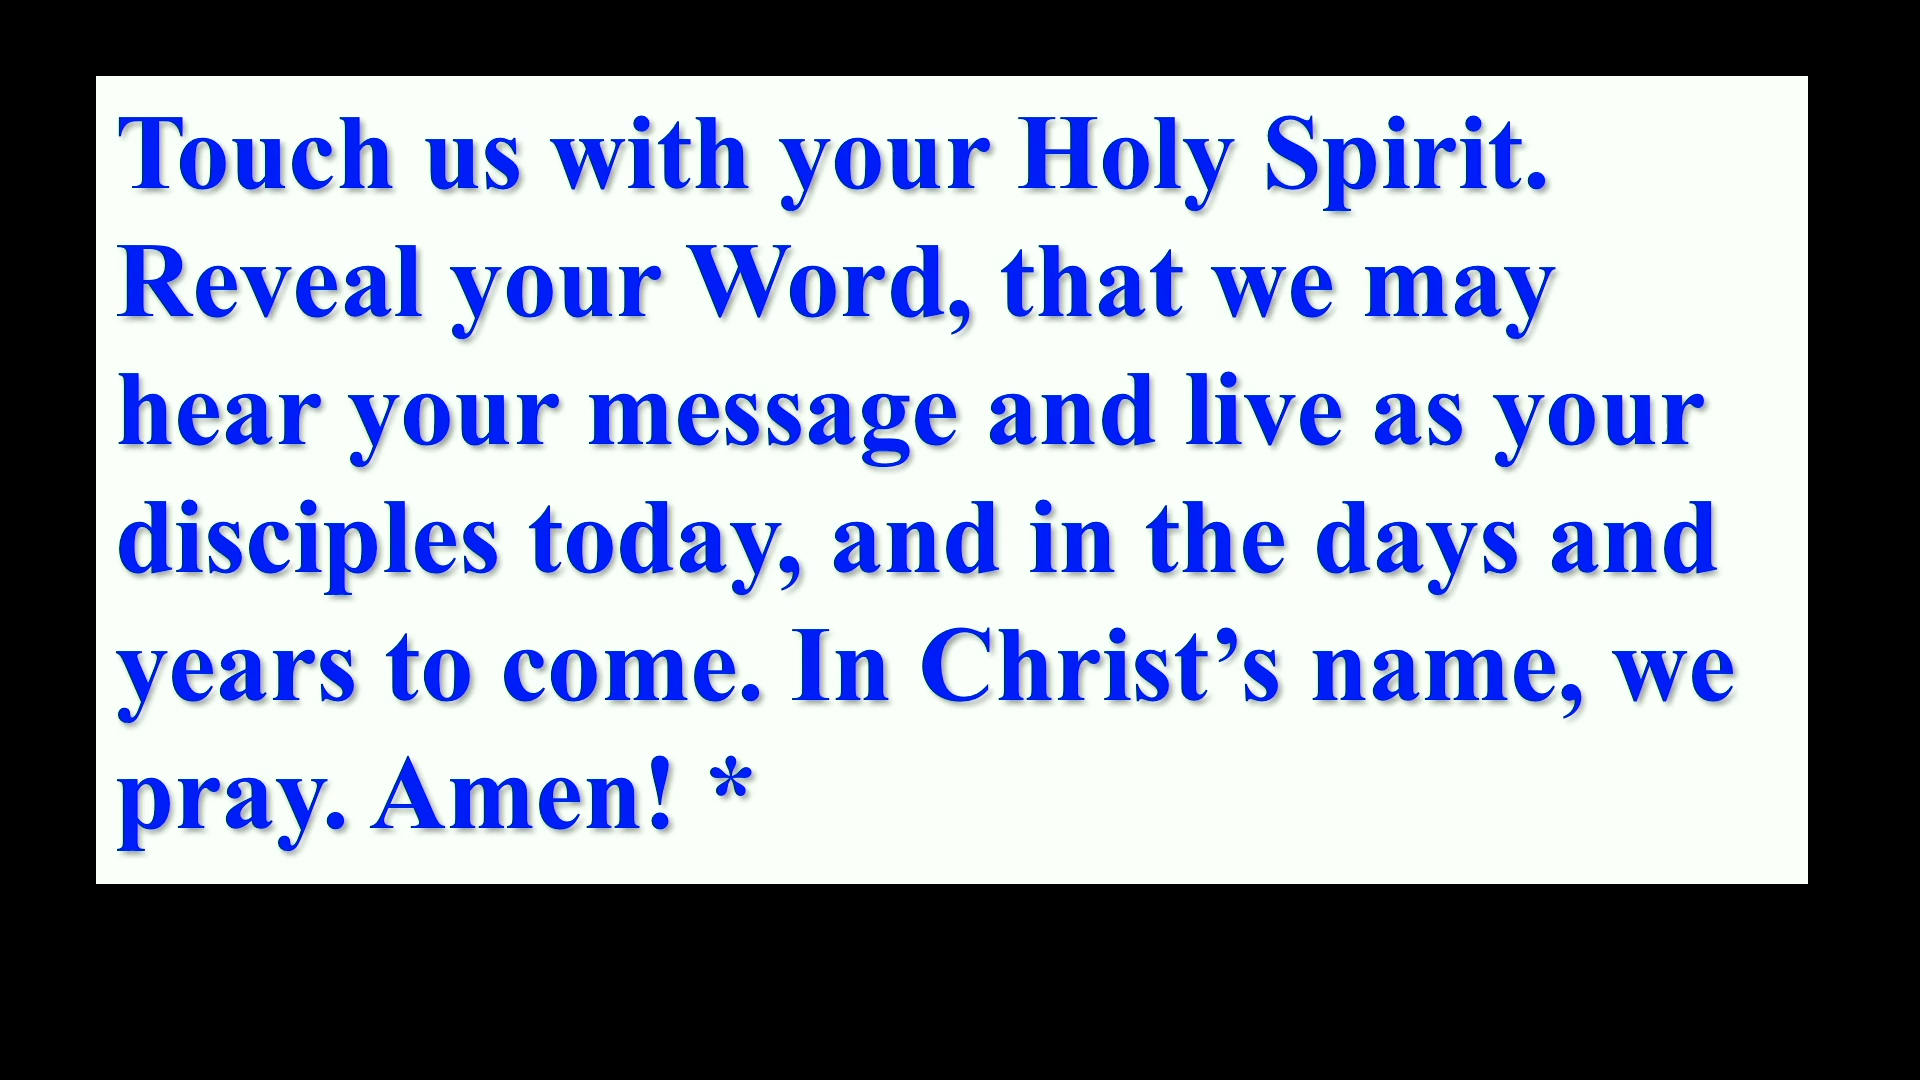 Touch us with your Holy Spirit.
Reveal your Word, that we may
hear your message and live as your
disciples today, and in the days and
years to come. In Christ’s name, we
pray. Amen! *